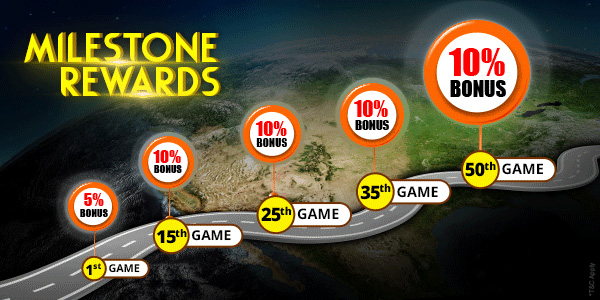 MILESTONE
REWARDS
5%
BONUS
1st GAME
10%
BONUS
15th GAME
10%
BONUS
25th GAME
10%
BONUS
35th GAME
10%
BONUS
50th GAME
*T&C Apply